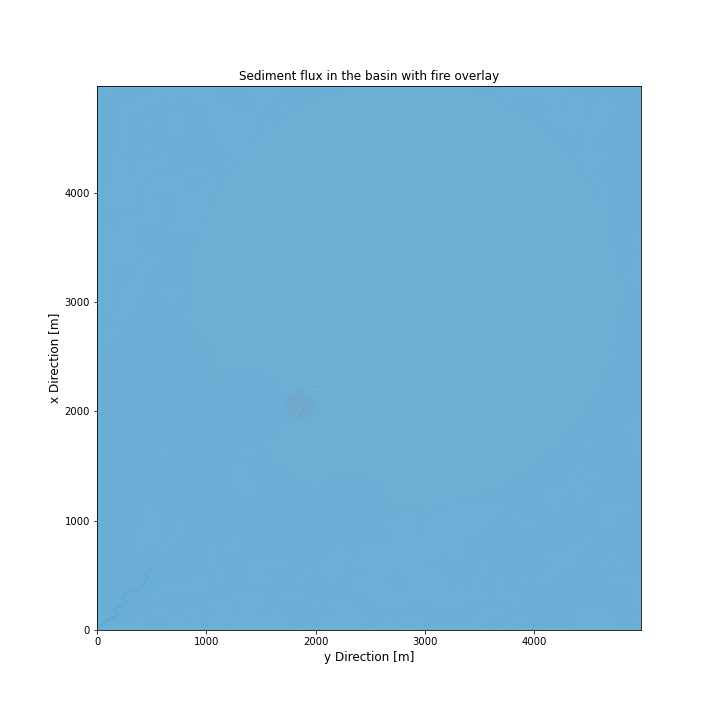 Sediment flux in the basin with fire overlay
4000
3000
2000
1000
0
x Direction [m]
0 1000 2000 3000 4000
y Direction [m]